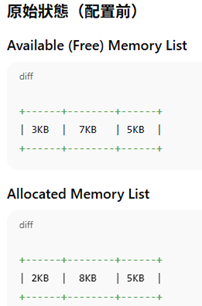 原始狀態（配置前）
Available (Free) Memory List
diff
+------+-------+------+
| 3KB | 7KB | 5KB |
+------+-------+------+
Allocated Memory List
diff
+------+-------+------+
| 2KB | 8KB | 5KB |
+------+-------+------+